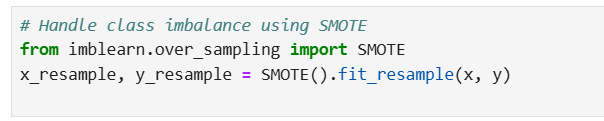 # Handle class imbalance using SMOTE
from imblearn.over_sampling import SMOTE
x_resample, y_resample = SMOTE().fit_resample(x, y)